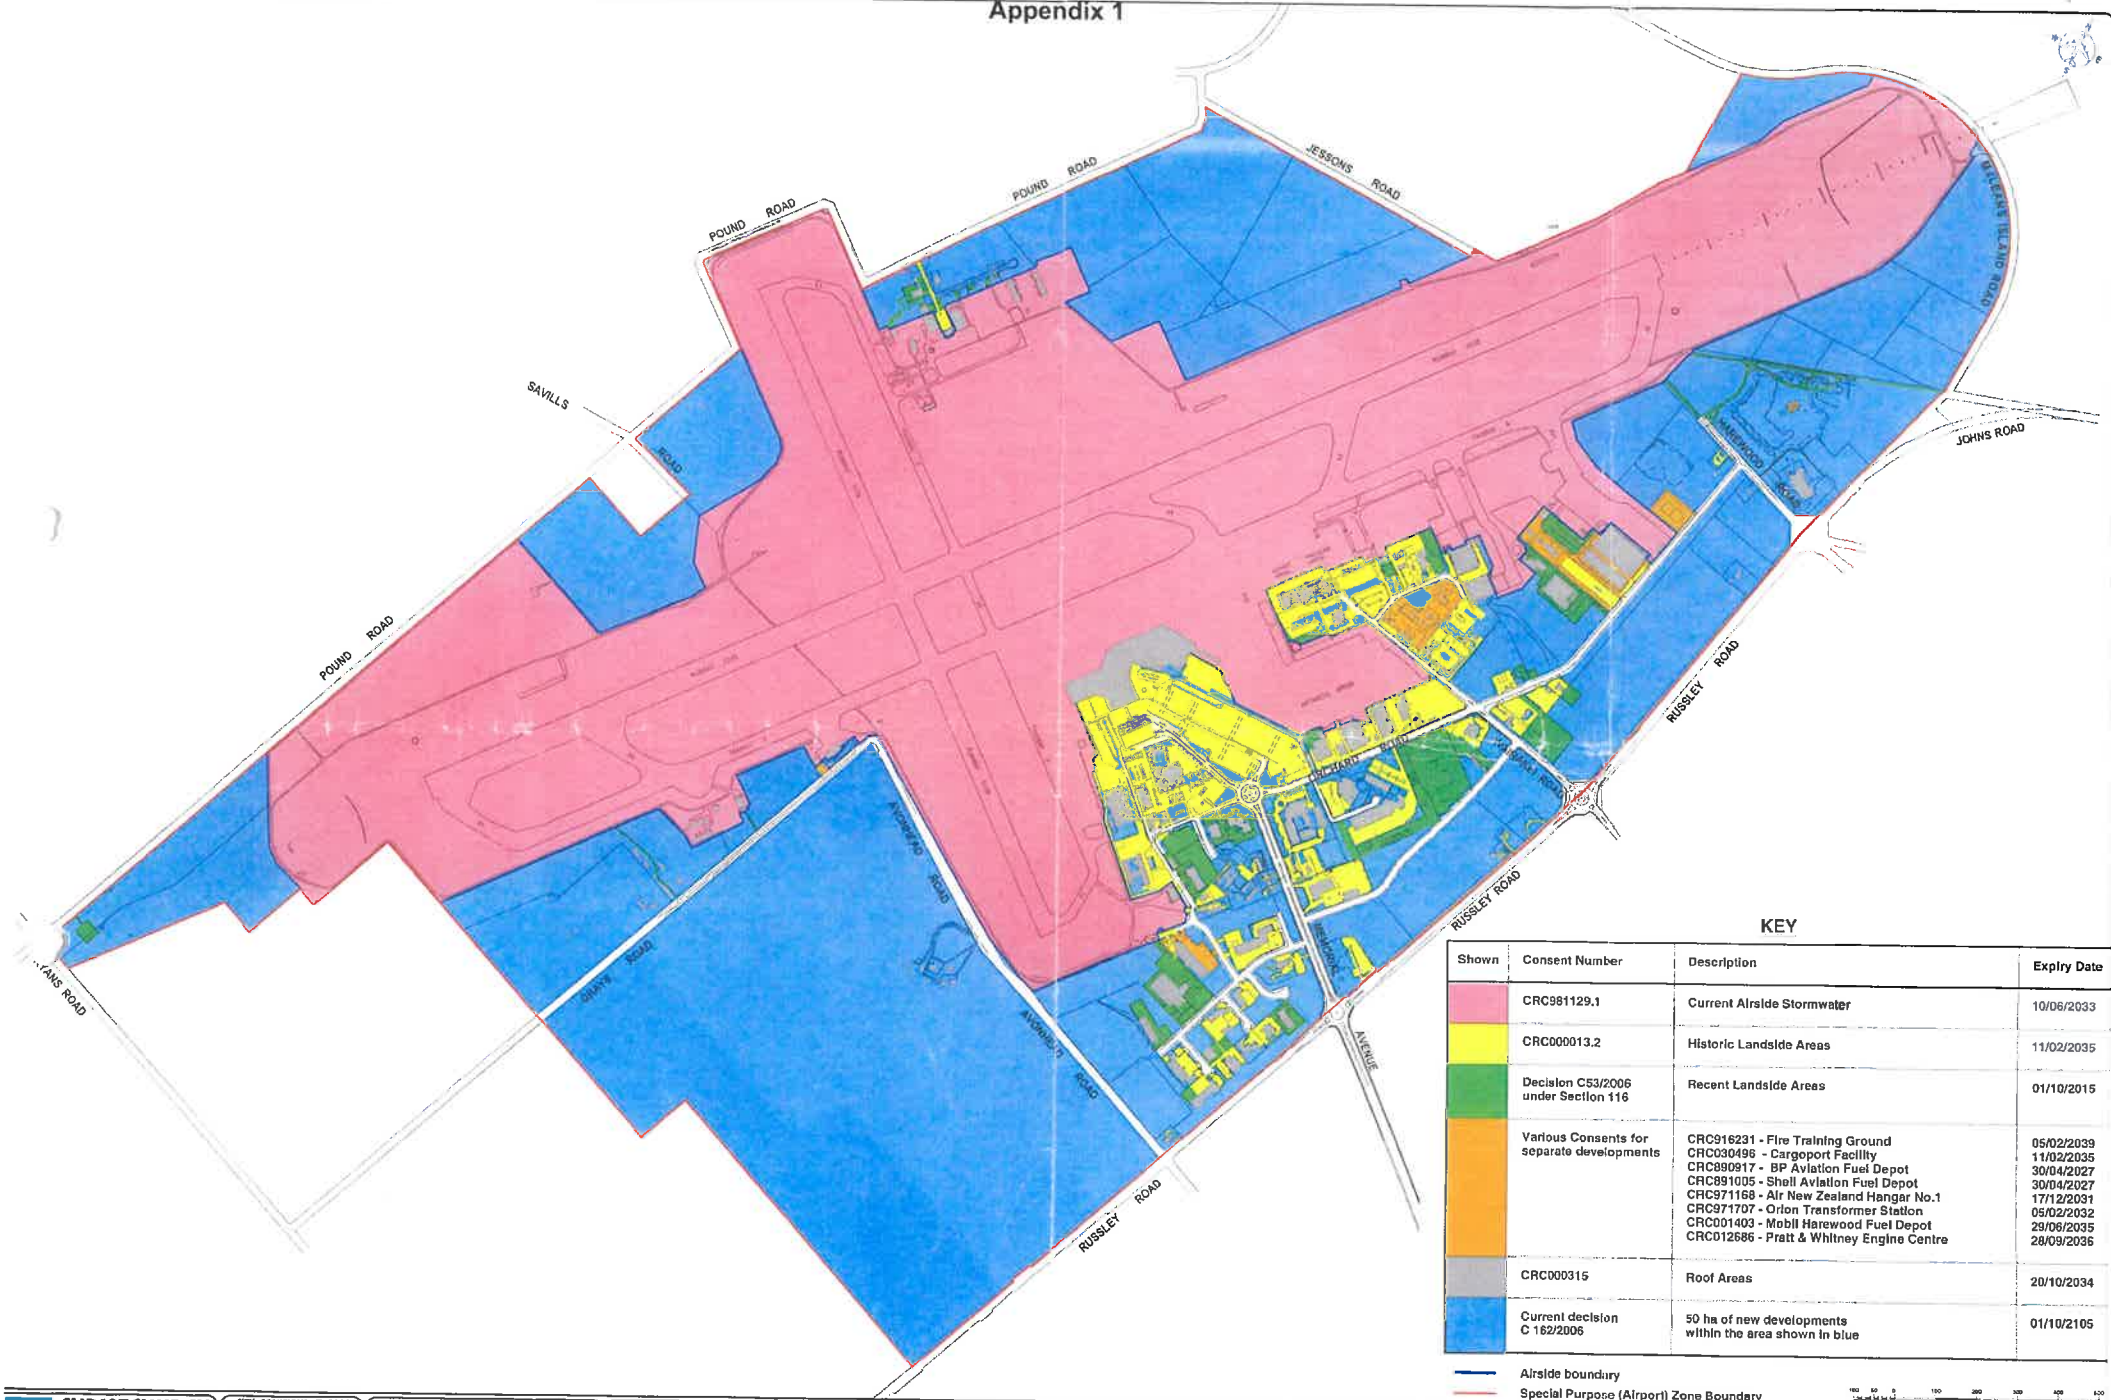 Appendix 1
POUND ROAD
JESSONS ROAD
POUND ROAD
SAVILLS
ROAD
McLEANS ISLAND ROAD
JOHNS ROAD
HAREWOOD ROAD
POUND ROAD
RUSSLEY ROAD
ORCHARD ROAD
WAIRAKEI ROAD
AVONHEAD ROAD
GRAYS ROAD
RUSSLEY ROAD
MEMORIAL
AVENUE
AVONHEAD ROAD
RUSSLEY ROAD
YANS ROAD
KEY
Shown Consent Number Description Expiry Date
CRC981129.1 Current Airside Stormwater 10/06/2033
CRC000013.2 Historic Landside Areas 11/02/2035
Decision C53/2006 Recent Landside Areas 01/10/2015
under Section 116
Various Consents for CRC916231 - Fire Training Ground 05/02/2039
separate developments CRC030496 - Cargoport Facility 11/02/2035
CRC890917 - BP Aviation Fuel Depot 30/04/2027
CRC891005 - Shell Aviation Fuel Depot 30/04/2027
CRC971168 - Air New Zealand Hangar No.1 17/12/2031
CRC971707 - Orion Transformer Station 05/02/2032
CRC001403 - Mobil Harewood Fuel Depot 29/06/2035
CRC012686 - Pratt & Whitney Engine Centre 28/09/2036
CRC000315 Roof Areas 20/10/2034
Current decision 50 ha of new developments 01/10/2105
C 162/2006 within the area shown in blue
Airside boundary
Special Purpose (Airport) Zone Boundary